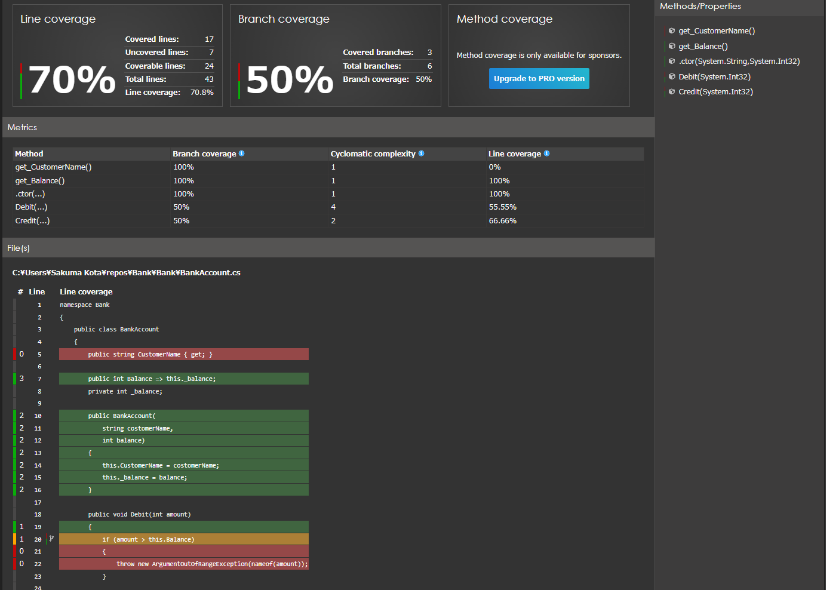 Line coverage
70%
Covered lines: 17
Uncovered lines: 7
Coverable lines: 24
Total lines: 43
Line coverage: 70.8%
Branch coverage
50%
Covered branches: 3
Total branches: 6
Branch coverage: 50%
Method coverage
Method coverage is only available for sponsors.
Upgrade to PRO version
Methods/Properties
get_CustomerName()
get_Balance()
.ctor(System.String,System.Int32)
Debit(System.Int32)
Credit(System.Int32)
Metrics
Method Branch coverage Cyclomatic complexity Line coverage
get_CustomerName() 100% 1 0%
get_Balance() 100% 1 100%
.ctor(...) 100% 1 100%
Debit(...) 50% 4 55.55%
Credit(...) 50% 2 66.66%
File(s)
C:¥Users¥Sakuma Kota¥repos¥Bank¥Bank¥BankAccount.cs
# Line Line coverage
1 namespace Bank
2 {
3 public class BankAccount
4 {
0 5 public string CustomerName { get; }
6
3 7 public int Balance => this._balance;
8 private int _balance;
9
2 10 public BankAccount(
2 11 string costomerName,
2 12 int balance)
2 13 {
2 14 this.CustomerName = costomerName;
2 15 this._balance = balance;
2 16 }
17
18 public void Debit(int amount)
1 19 {
1 20 if (amount > this.Balance)
0 21 {
0 22 throw new ArgumentOutOfRangeException(nameof(amount));
23 }
24